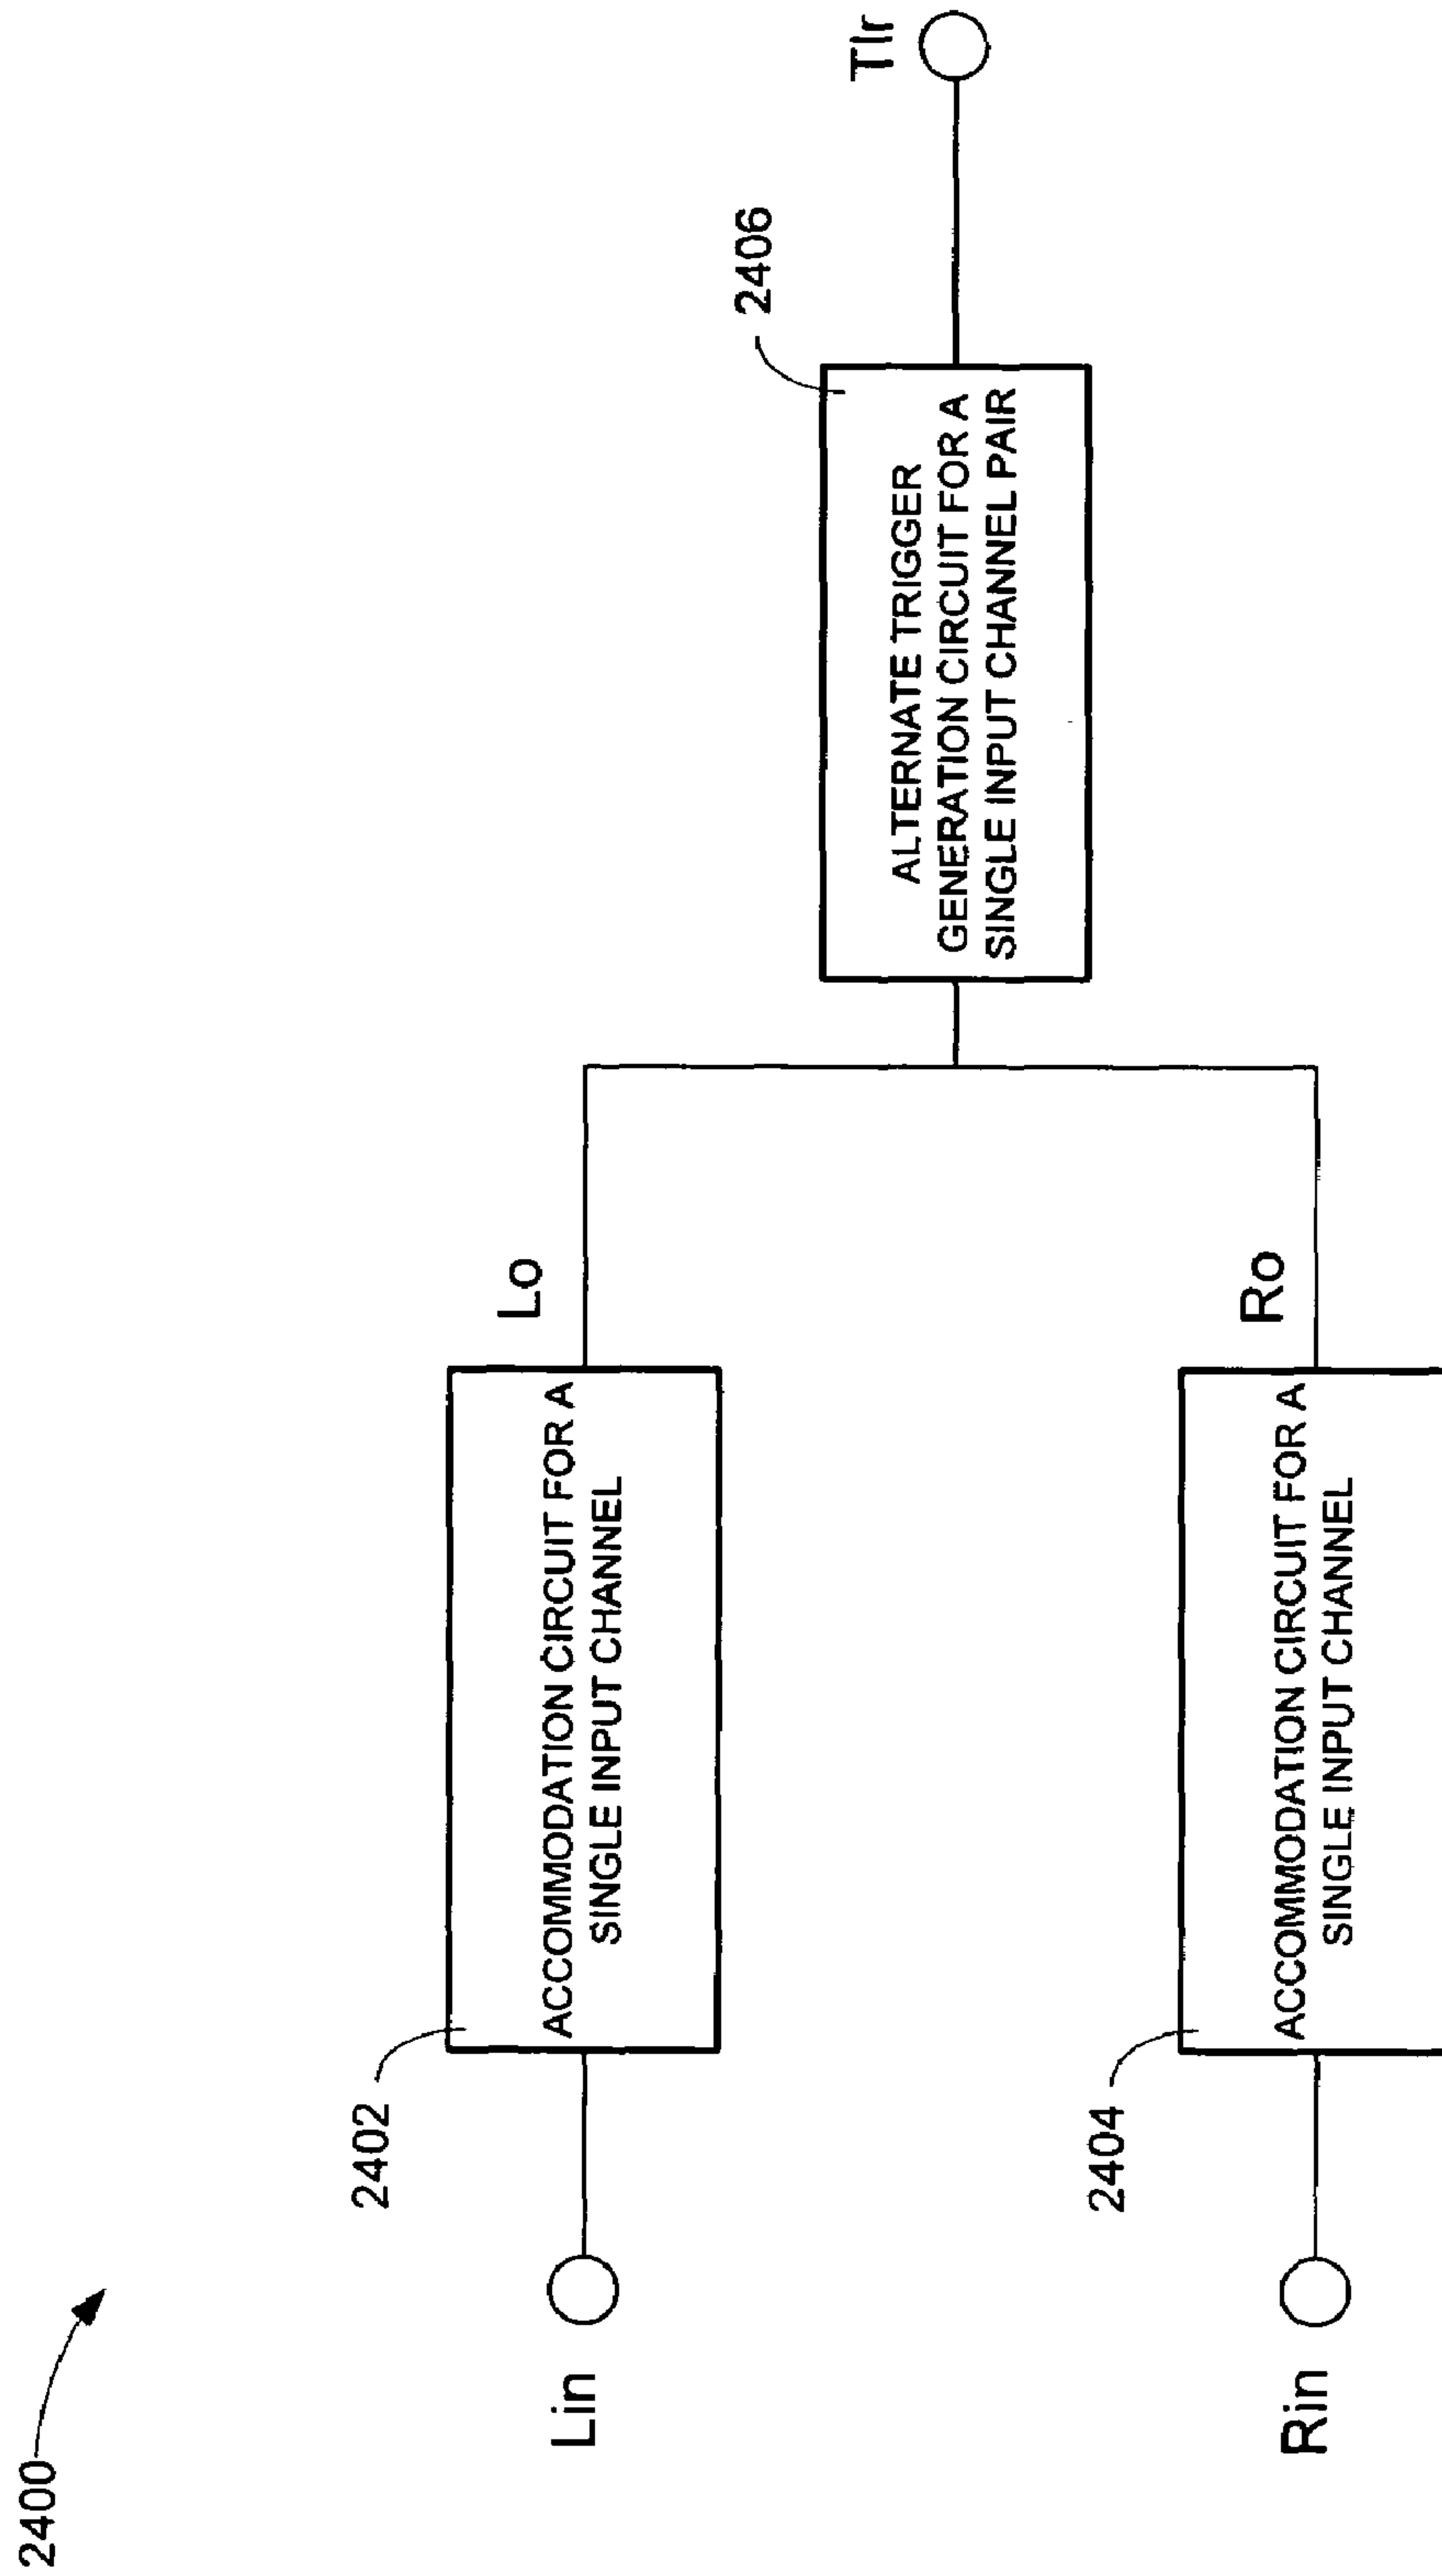 2400
2402
Lin
ACCOMMODATION CIRCUIT FOR A
SINGLE INPUT CHANNEL
Lo
2404
Rin
ACCOMMODATION CIRCUIT FOR A
SINGLE INPUT CHANNEL
Ro
2406
ALTERNATE TRIGGER
GENERATION CIRCUIT FOR A
SINGLE INPUT CHANNEL PAIR
Tlr